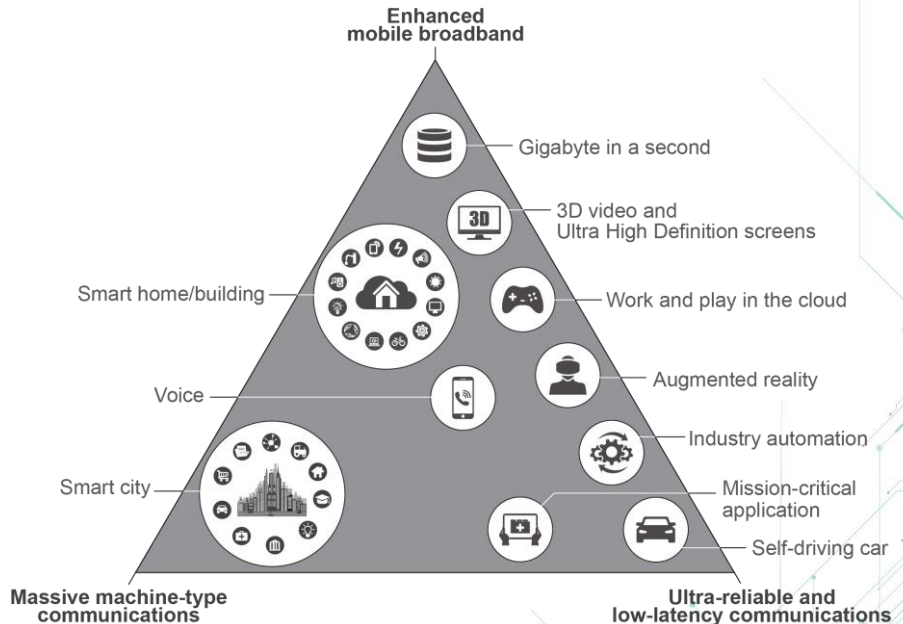 Enhanced
mobile broadband
Gigabyte in a second
3D
3D video and
Ultra High Definition screens
Smart home/building
Work and play in the cloud
Augmented reality
Voice
Industry automation
Smart city
Mission-critical
application
Self-driving car
Massive machine-type
communications
Ultra-reliable and
low-latency communications